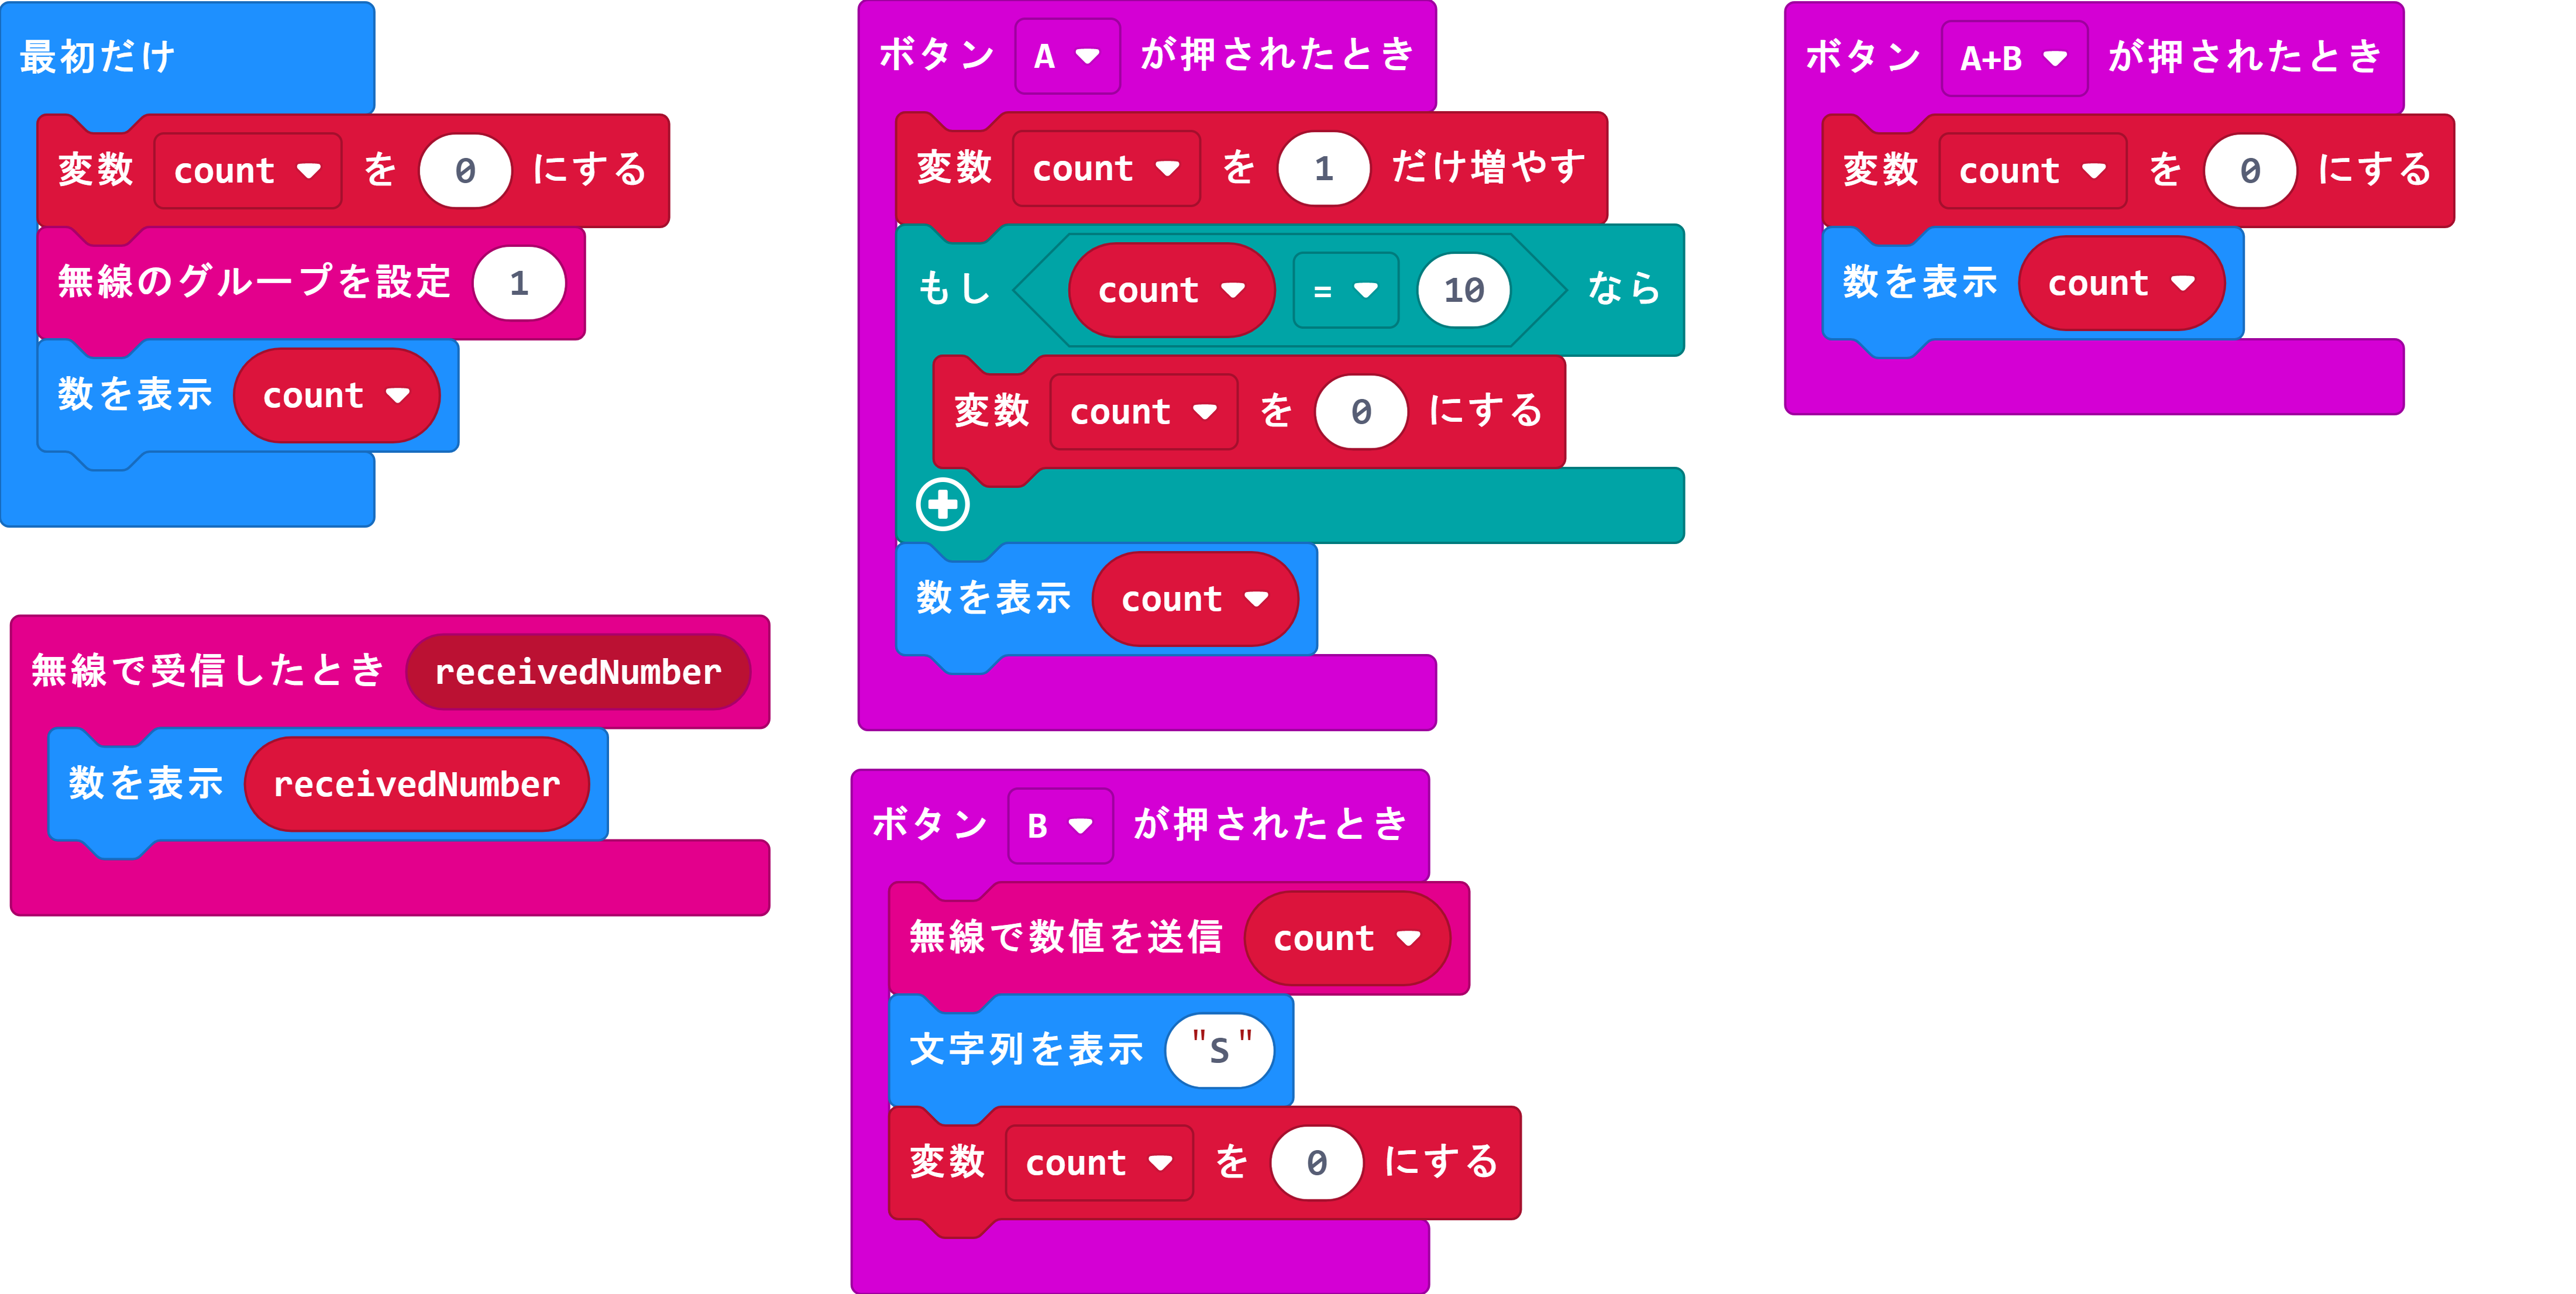 最初だけ
変数 count を 0 にする
無線のグループを設定 1
数を表示 count
無線で受信したとき receivedNumber
数を表示 receivedNumber
ボタン A が押されたとき
変数 count を 1 だけ増やす
もし count = 10 なら
変数 count を 0 にする
数を表示 count
ボタン B が押されたとき
無線で数値を送信 count
文字列を表示 "S"
変数 count を 0 にする
ボタン A+B が押されたとき
変数 count を 0 にする
数を表示 count